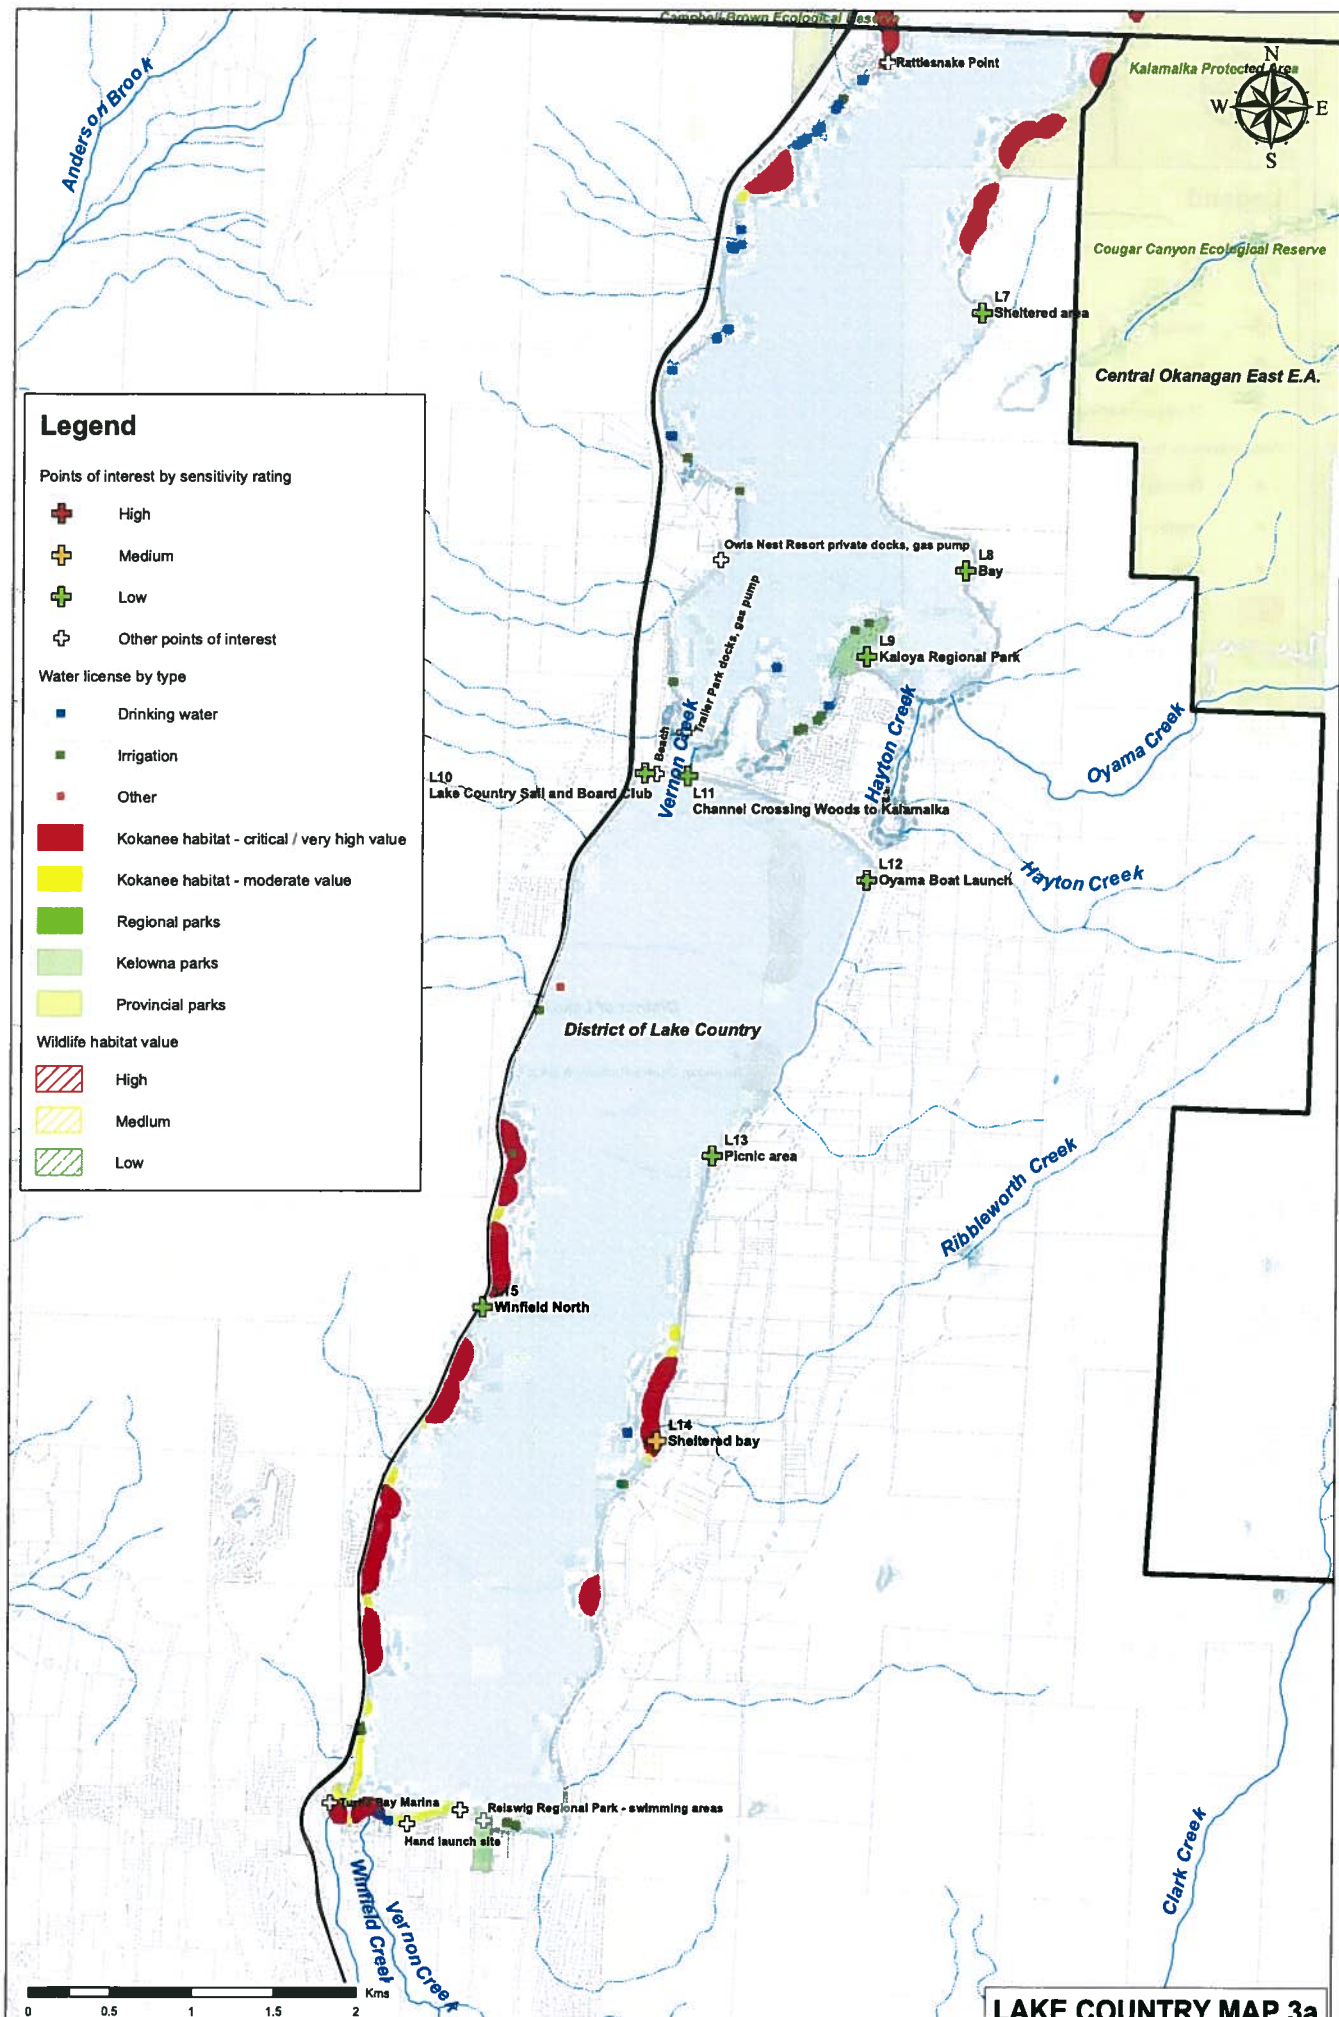 Campbell-Brown Ecological Reserve
Rattlesnake Point
Kalamalka Protected Area
N
W
E
S
Anderson Brook
Cougar Canyon Ecological Reserve
L7
Sheltered area
Central Okanagan East E.A.
Legend
Points of interest by sensitivity rating
High
Medium
Low
Other points of interest
Water license by type
Drinking water
Irrigation
Other
Kokanee habitat - critical / very high value
Kokanee habitat - moderate value
Regional parks
Kelowna parks
Provincial parks
Wildlife habitat value
High
Medium
Low
Owls Nest Resort private docks, gas pump
L8
Bay
Trailer Park docks, gas pump
L9
Kaloya Regional Park
Hayton Creek
Oyama Creek
Beach
Vernon Creek
L10
Lake Country Sail and Board Club
L11
Channel Crossing Woods to Kalamalka
L12
Oyama Boat Launch
Hayton Creek
District of Lake Country
L13
Picnic area
Ribbleworth Creek
L15
Winfield North
L14
Sheltered bay
Turtle Bay Marina
Reiswig Regional Park - swimming areas
Hand launch site
Winfield Creek
Vernon Creek
Clark Creek
0 0.5 1 1.5 2 Kms
LAKE COUNTRY MAP 3a